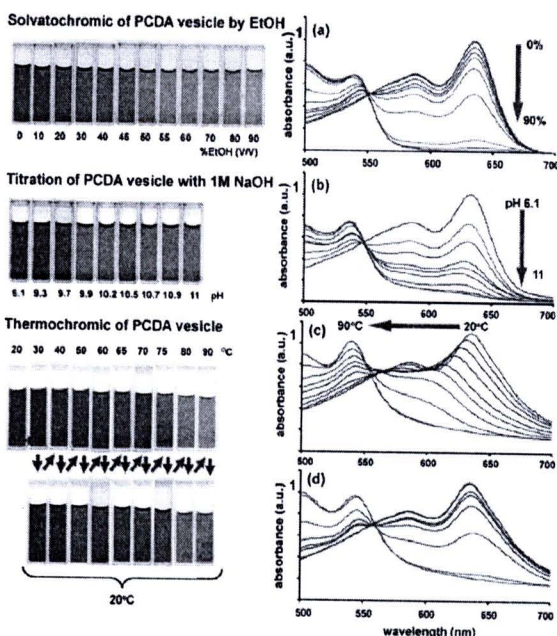 Solvatochromic of PCDA vesicle by EtOH
0 10 20 30 40 45 50 55 60 70 80 90
%EtOH (V/V)
Titration of PCDA vesicle with 1M NaOH
6.1 9.3 9.7 9.9 10.2 10.5 10.7 10.9 11 pH
Thermochromic of PCDA vesicle
20 30 40 50 60 65 70 75 80 90 °C
20°C
(a)
1
absorbance (a.u.)
0%
90%
500 550 600 650 700
(b)
1
absorbance (a.u.)
pH 6.1
11
500 550 600 650 700
(c)
90°C 20°C
1
absorbance (a.u.)
500 550 600 650 700
(d)
1
absorbance (a.u.)
500 550 600 650 700
wavelength (nm)